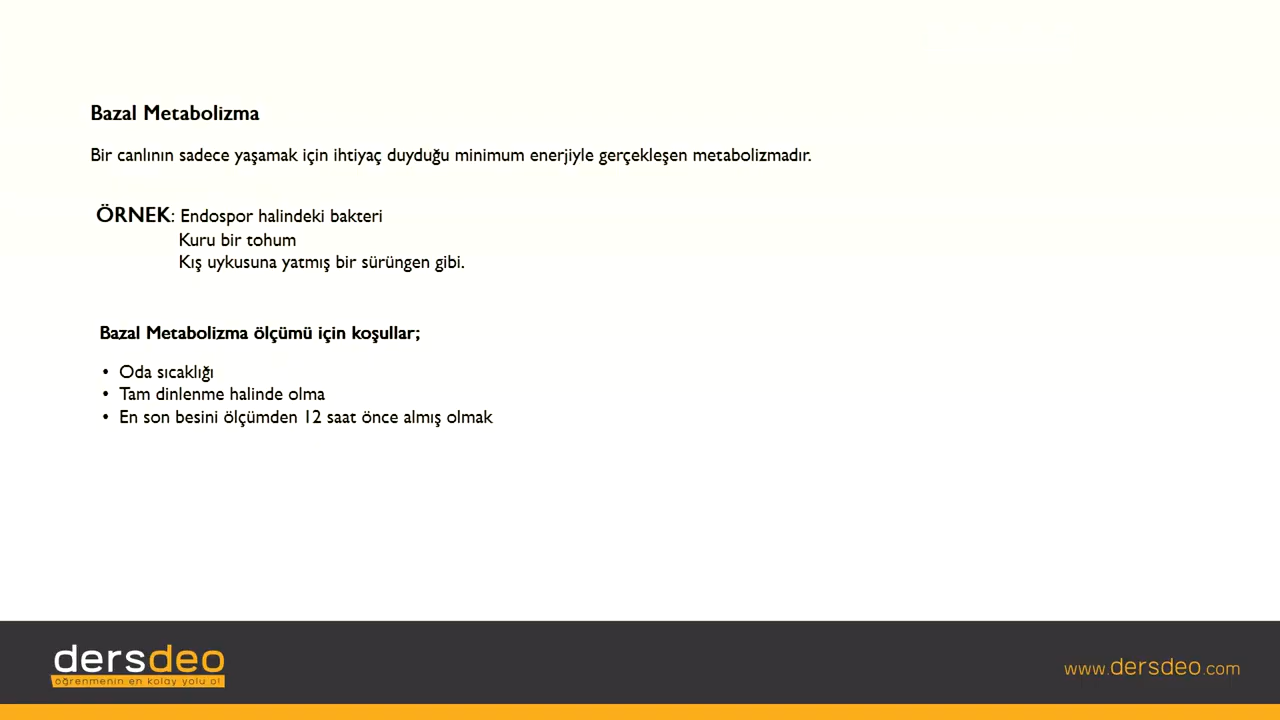 Bazal Metabolizma
Bir canlının sadece yaşamak için ihtiyaç duyduğu minimum enerjiyle gerçekleşen metabolizmadır.
ÖRNEK: Endospor halindeki bakteri
Kuru bir tohum
Kış uykusuna yatmış bir sürüngen gibi.
Bazal Metabolizma ölçümü için koşullar;
• Oda sıcaklığı
• Tam dinlenme halinde olma
• En son besini ölçümden 12 saat önce almış olmak
dersdeo
öğrenmenin en kolay yolu o!
www.dersdeo.com